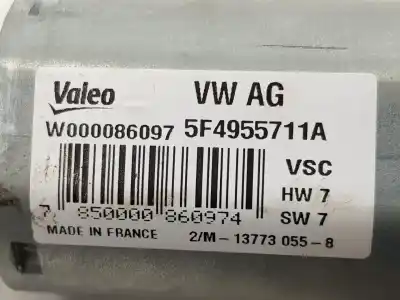 Valeo VW AG
W000086097 5F4955711A
VSC
HW 7
7 850000 860974 SW 7
MADE IN FRANCE 2/M-13773 055-8